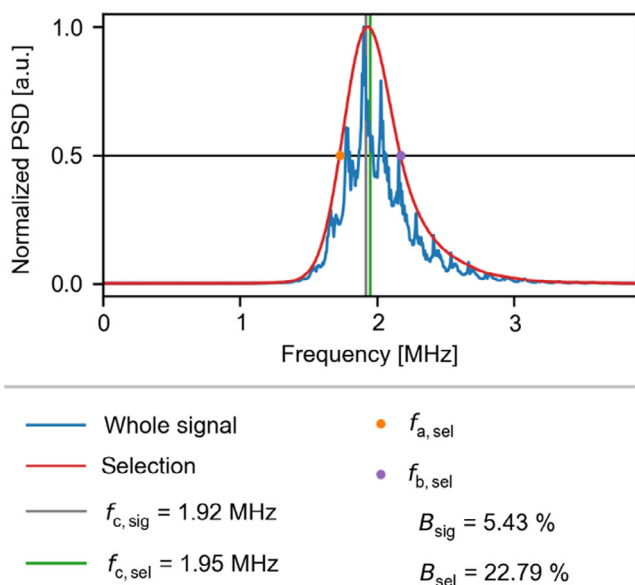 Normalized PSD [a.u.]
1.0
0.5
0.0
0 1 2 3
Frequency [MHz]
Whole signal
Selection
f_c, sig = 1.92 MHz
f_c, sel = 1.95 MHz
f_a, sel
f_b, sel
B_sig = 5.43 %
B_sel = 22.79 %